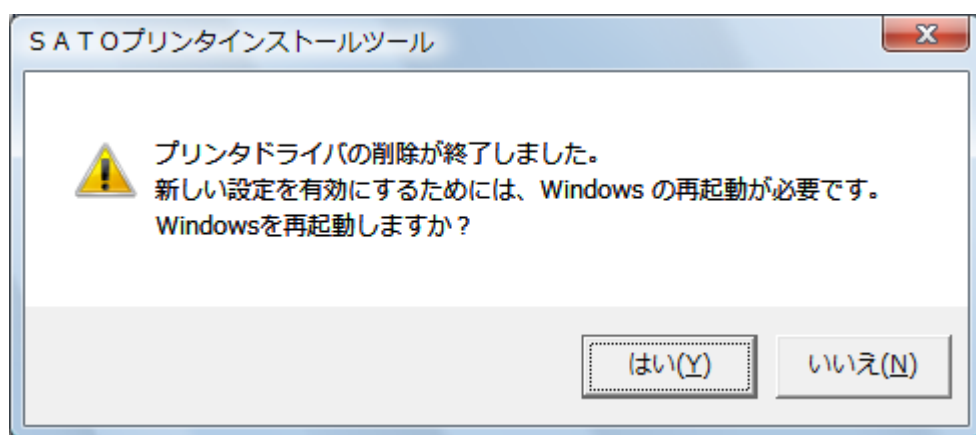 ＳＡＴＯプリンタインストールツール
プリンタドライバの削除が終了しました。
新しい設定を有効にするためには、Windows の再起動が必要です。
Windowsを再起動しますか？
はい(Y)
いいえ(N)